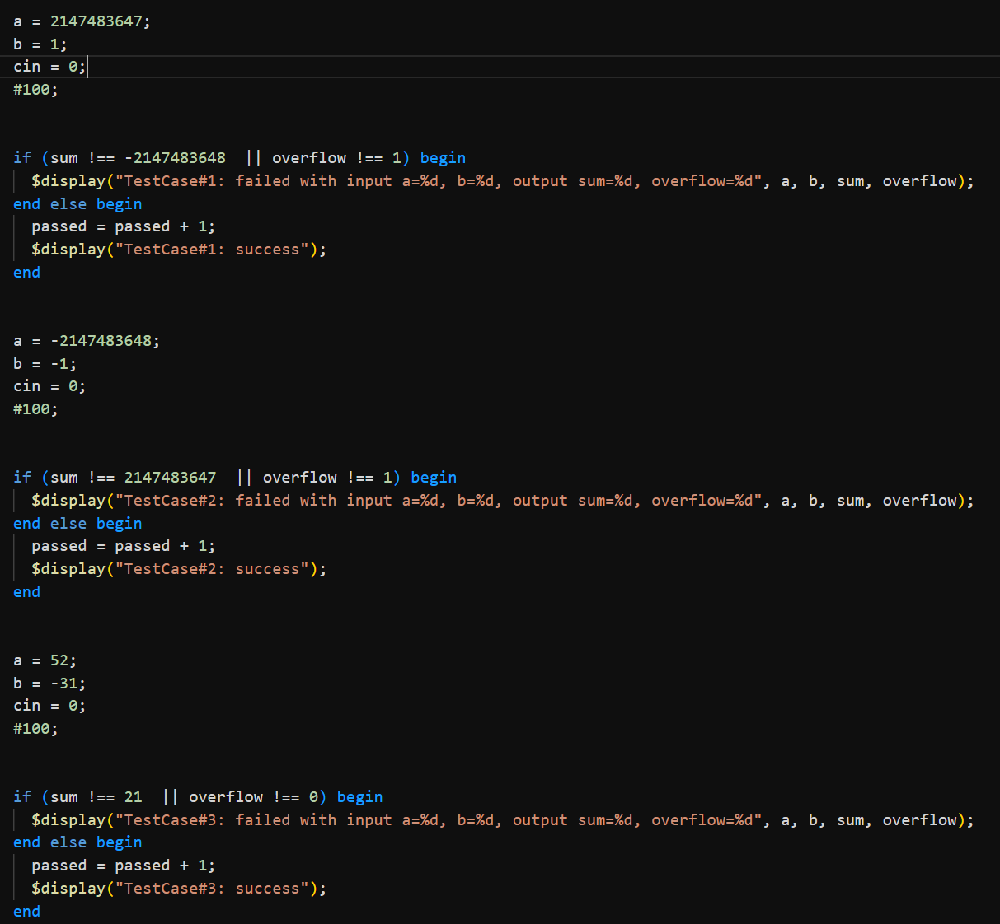 a = 2147483647;
b = 1;
cin = 0;
#100;
if (sum !== -2147483648  || overflow !== 1) begin
  $display("TestCase#1: failed with input a=%d, b=%d, output sum=%d, overflow=%d", a, b, sum, overflow);
end else begin
  passed = passed + 1;
  $display("TestCase#1: success");
end
a = -2147483648;
b = -1;
cin = 0;
#100;
if (sum !== 2147483647  || overflow !== 1) begin
  $display("TestCase#2: failed with input a=%d, b=%d, output sum=%d, overflow=%d", a, b, sum, overflow);
end else begin
  passed = passed + 1;
  $display("TestCase#2: success");
end
a = 52;
b = -31;
cin = 0;
#100;
if (sum !== 21  || overflow !== 0) begin
  $display("TestCase#3: failed with input a=%d, b=%d, output sum=%d, overflow=%d", a, b, sum, overflow);
end else begin
  passed = passed + 1;
  $display("TestCase#3: success");
end